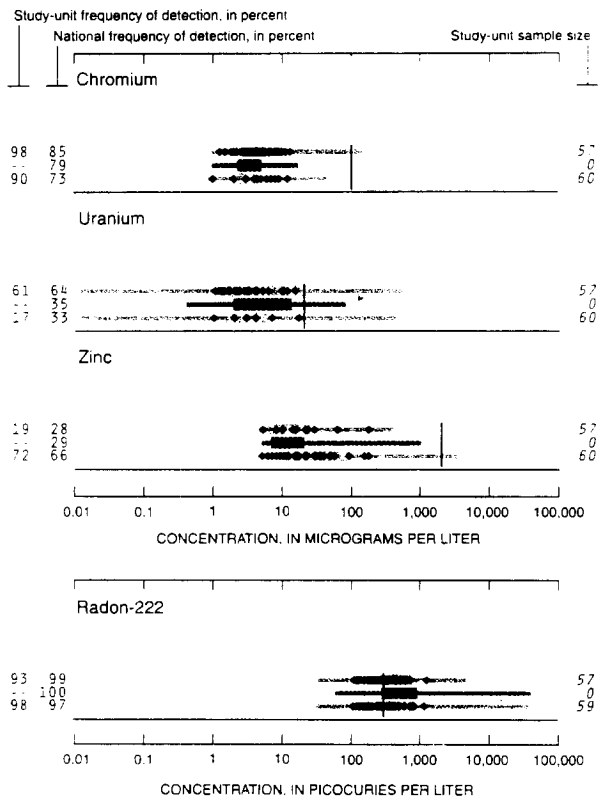 Study-unit frequency of detection, in percent
National frequency of detection, in percent
Study-unit sample size
Chromium
98 85 57
-- 79 0
90 73 60
Uranium
61 64 57
-- 35 0
17 33 60
Zinc
19 28 57
-- 29 0
72 66 60
0.01 0.1 1 10 100 1,000 10,000 100,000
CONCENTRATION, IN MICROGRAMS PER LITER
Radon-222
93 99 57
-- 100 0
98 97 59
0.01 0.1 1 10 100 1,000 10,000 100,000
CONCENTRATION, IN PICOCURIES PER LITER